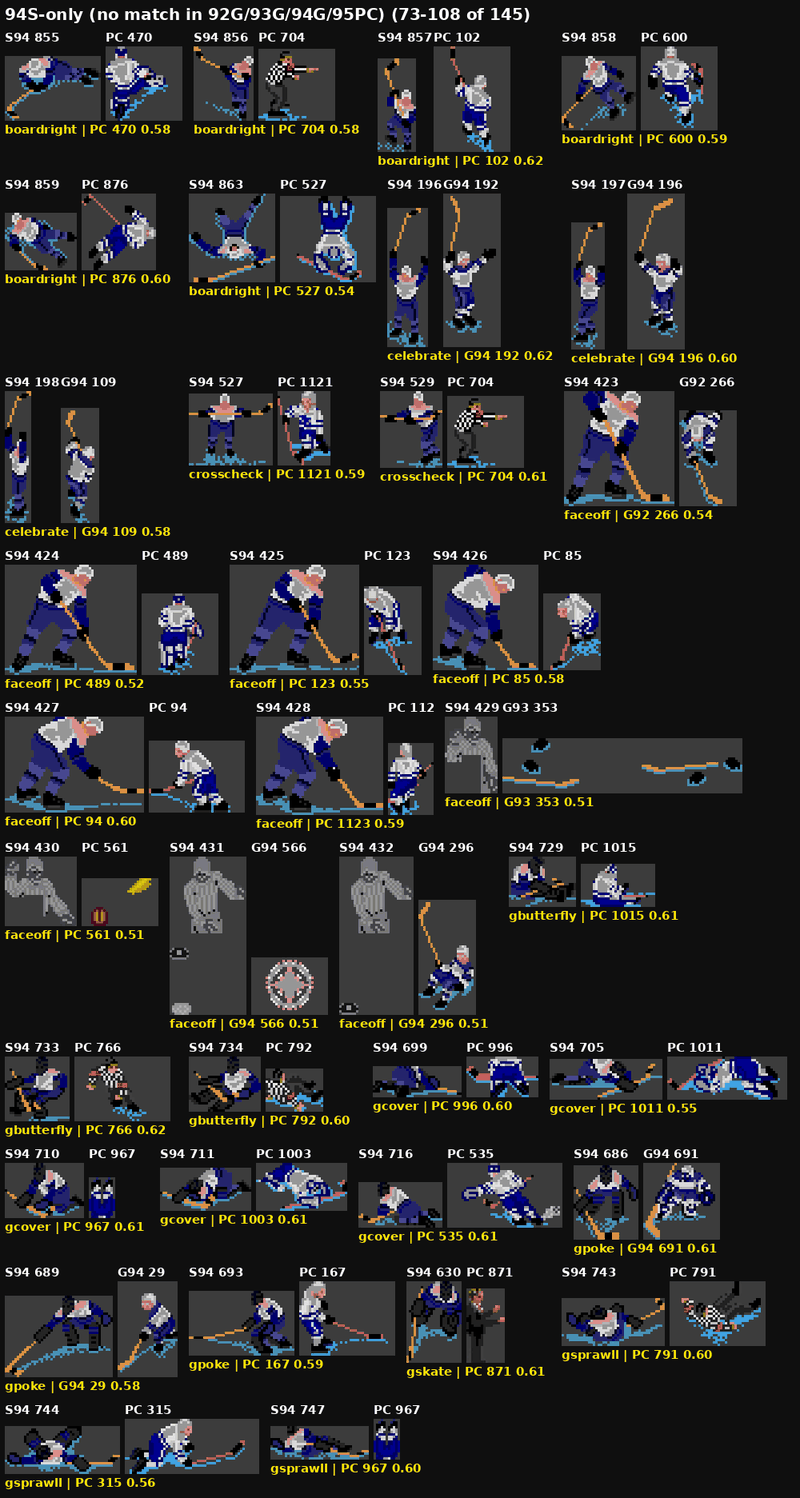 94S-only (no match in 92G/93G/94G/95PC) (73-108 of 145)
S94 855 PC 470 S94 856 PC 704 S94 857 PC 102 S94 858 PC 600
boardright | PC 470 0.58 boardright | PC 704 0.58 boardright | PC 102 0.62 boardright | PC 600 0.59
S94 859 PC 876 S94 863 PC 527 S94 196 G94 192 S94 197 G94 196
boardright | PC 876 0.60 boardright | PC 527 0.54 celebrate | G94 192 0.62 celebrate | G94 196 0.60
S94 198 G94 109 S94 527 PC 1121 S94 529 PC 704 S94 423 G92 266
celebrate | G94 109 0.58 crosscheck | PC 1121 0.59 crosscheck | PC 704 0.61 faceoff | G92 266 0.54
S94 424 PC 489 S94 425 PC 123 S94 426 PC 85
faceoff | PC 489 0.52 faceoff | PC 123 0.55 faceoff | PC 85 0.58
S94 427 PC 94 S94 428 PC 112 S94 429 G93 353
faceoff | PC 94 0.60 faceoff | PC 1123 0.59 faceoff | G93 353 0.51
S94 430 PC 561 S94 431 G94 566 S94 432 G94 296 S94 729 PC 1015
faceoff | PC 561 0.51 faceoff | G94 566 0.51 faceoff | G94 296 0.51 gbutterfly | PC 1015 0.61
S94 733 PC 766 S94 734 PC 792 S94 699 PC 996 S94 705 PC 1011
gbutterfly | PC 766 0.62 gbutterfly | PC 792 0.60 gcover | PC 996 0.60 gcover | PC 1011 0.55
S94 710 PC 967 S94 711 PC 1003 S94 716 PC 535 S94 686 G94 691
gcover | PC 967 0.61 gcover | PC 1003 0.61 gcover | PC 535 0.61 gpoke | G94 691 0.61
S94 689 G94 29 S94 693 PC 167 S94 630 PC 871 S94 743 PC 791
gpoke | G94 29 0.58 gpoke | PC 167 0.59 gskate | PC 871 0.61 gsprawll | PC 791 0.60
S94 744 PC 315 S94 747 PC 967
gsprawll | PC 315 0.56 gsprawll | PC 967 0.60